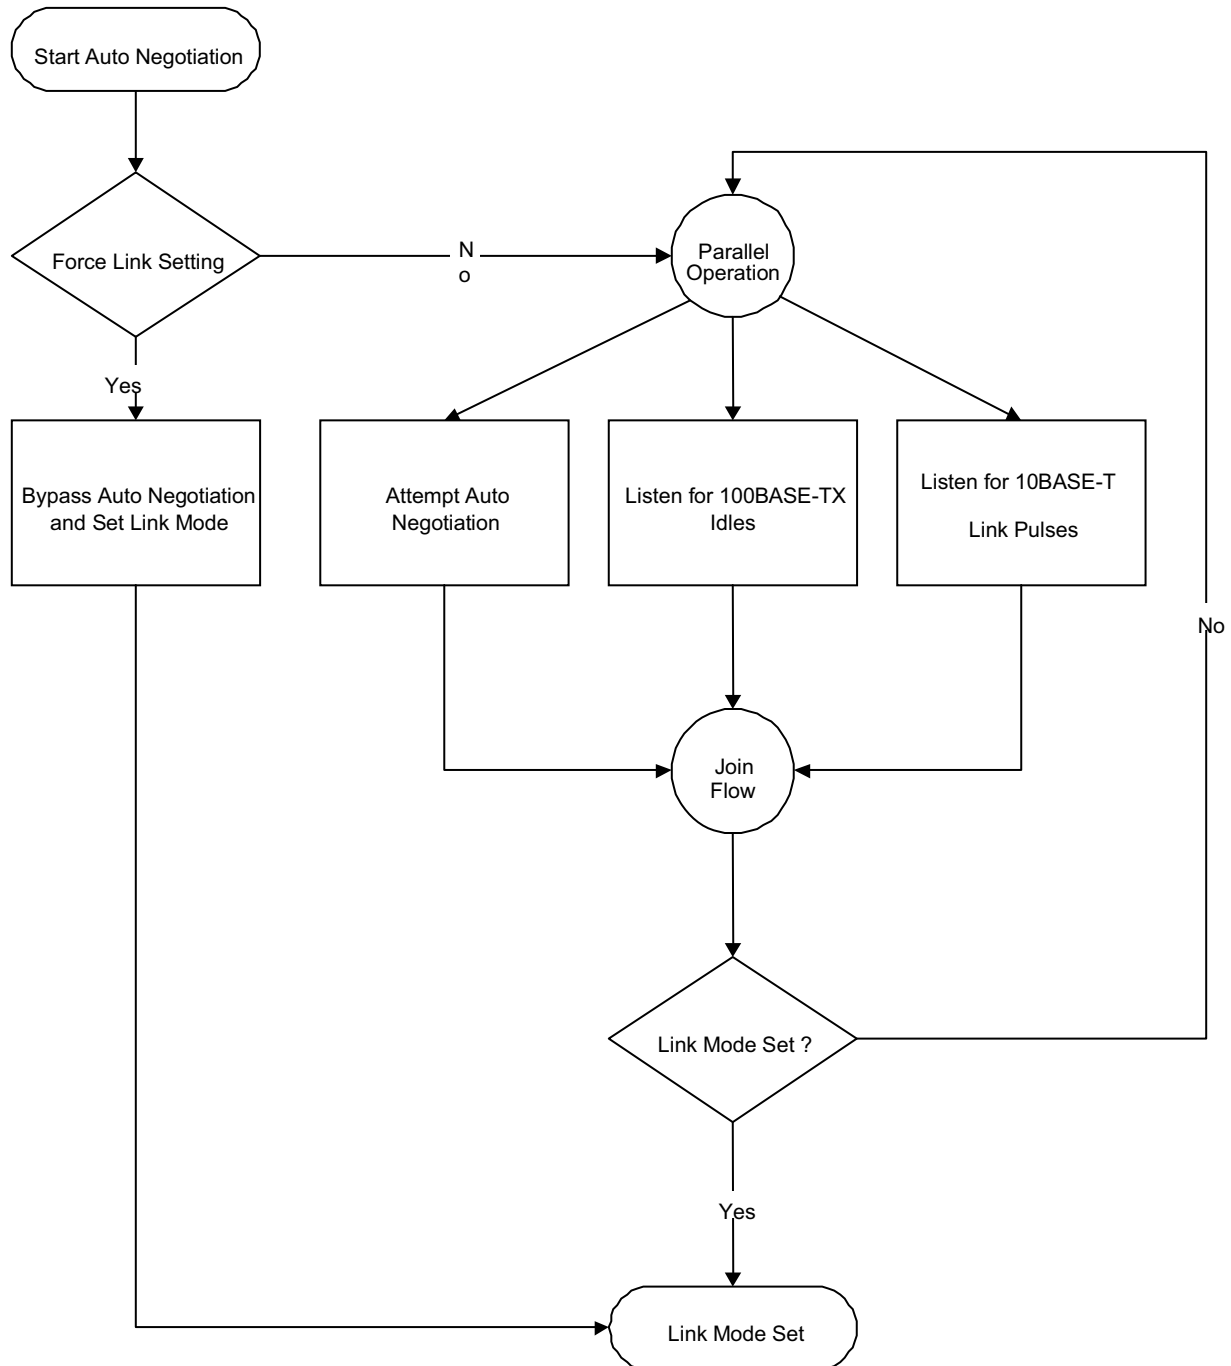 Start Auto Negotiation
Force Link Setting
N
o
Parallel
Operation
Yes
Bypass Auto Negotiation
and Set Link Mode
Attempt Auto
Negotiation
Listen for 100BASE-TX
Idles
Listen for 10BASE-T
Link Pulses
No
Join
Flow
Link Mode Set ?
Yes
Link Mode Set